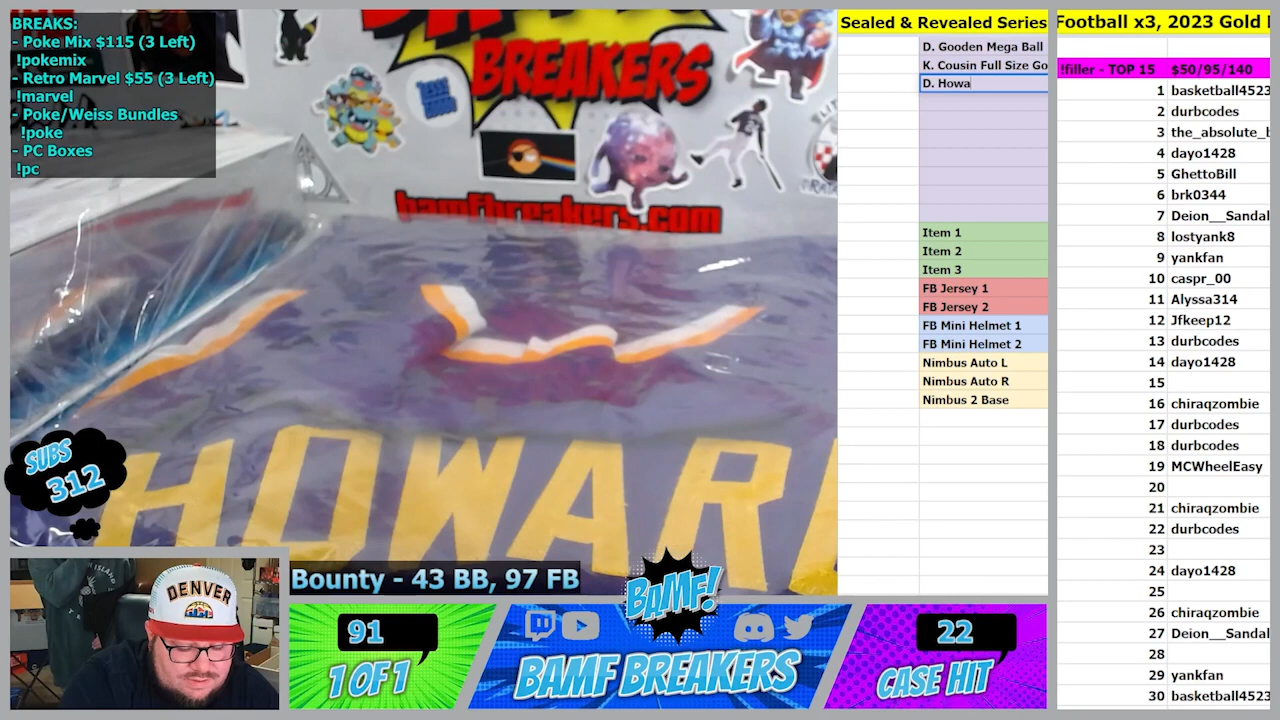 BREAKS:
- Poke Mix $115 (3 Left)
!pokemix
- Retro Marvel $55 (3 Left)
!marvel
- Poke/Weiss Bundles
!poke
- PC Boxes
!pc
BREAKERS
bamfbreakers.com
HOWAR
SUBS
312
DENVER
Bounty - 43 BB, 97 FB
91
1 OF 1
BAMF!
BAMF BREAKERS
22
CASE HIT
Sealed & Revealed Series
D. Gooden Mega Ball
K. Cousin Full Size Go
D. Howa
Item 1
Item 2
Item 3
FB Jersey 1
FB Jersey 2
FB Mini Helmet 1
FB Mini Helmet 2
Nimbus Auto L
Nimbus Auto R
Nimbus 2 Base
Football x3, 2023 Gold
!filler - TOP 15 $50/95/140
1 basketball4523
2 durbcodes
3 the_absolute_b
4 dayo1428
5 GhettoBill
6 brk0344
7 Deion__Sandal
8 lostyank8
9 yankfan
10 caspr_00
11 Alyssa314
12 Jfkeep12
13 durbcodes
14 dayo1428
15
16 chiraqzombie
17 durbcodes
18 durbcodes
19 MCWheelEasy
20
21 chiraqzombie
22 durbcodes
23
24 dayo1428
25
26 chiraqzombie
27 Deion__Sandal
28
29 yankfan
30 basketball4523